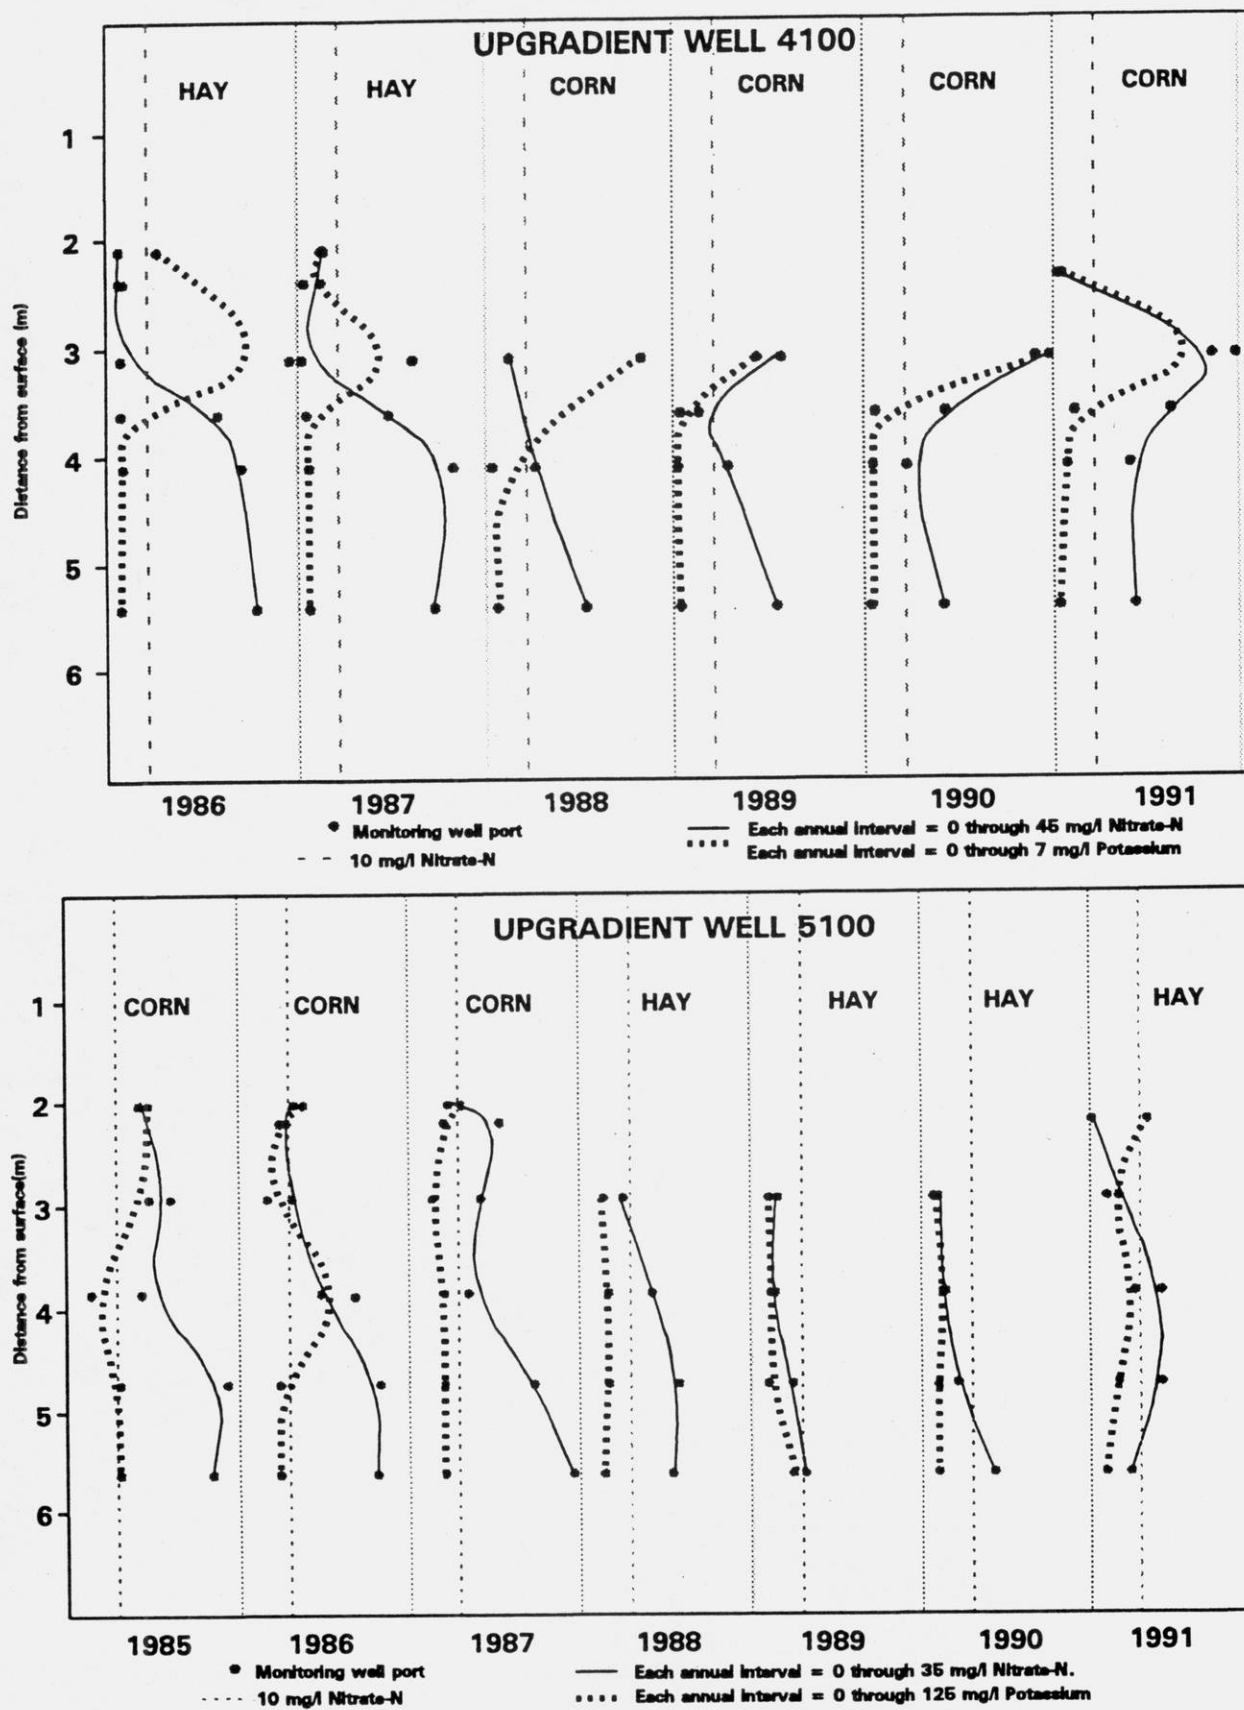 UPGRADIENT WELL 4100
HAY HAY CORN CORN CORN CORN
1
2
3
4
5
6
Distance from surface (m)
1986 1987 1988 1989 1990 1991
Monitoring well port
10 mg/l Nitrate-N
Each annual interval = 0 through 45 mg/l Nitrate-N
Each annual interval = 0 through 7 mg/l Potassium
UPGRADIENT WELL 5100
CORN CORN CORN HAY HAY HAY HAY
1
2
3
4
5
6
Distance from surface(m)
1985 1986 1987 1988 1989 1990 1991
Monitoring well port
10 mg/l Nitrate-N
Each annual interval = 0 through 35 mg/l Nitrate-N.
Each annual interval = 0 through 125 mg/l Potassium